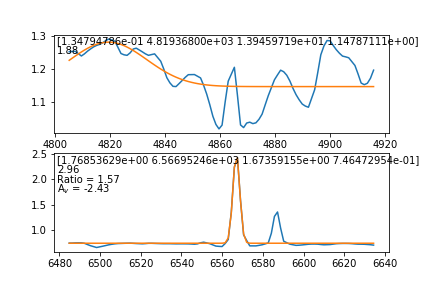 [1.34794786e-01 4.81936800e+03 1.39459719e+01 1.14787111e+00]
1.88
1.3
1.2
1.1
4800 4820 4840 4860 4880 4900 4920
[1.76853629e+00 6.56695246e+03 1.67359155e+00 7.46472954e-01]
2.96
Ratio = 1.57
Aᵥ = -2.43
2.5
2.0
1.5
1.0
6480 6500 6520 6540 6560 6580 6600 6620 6640